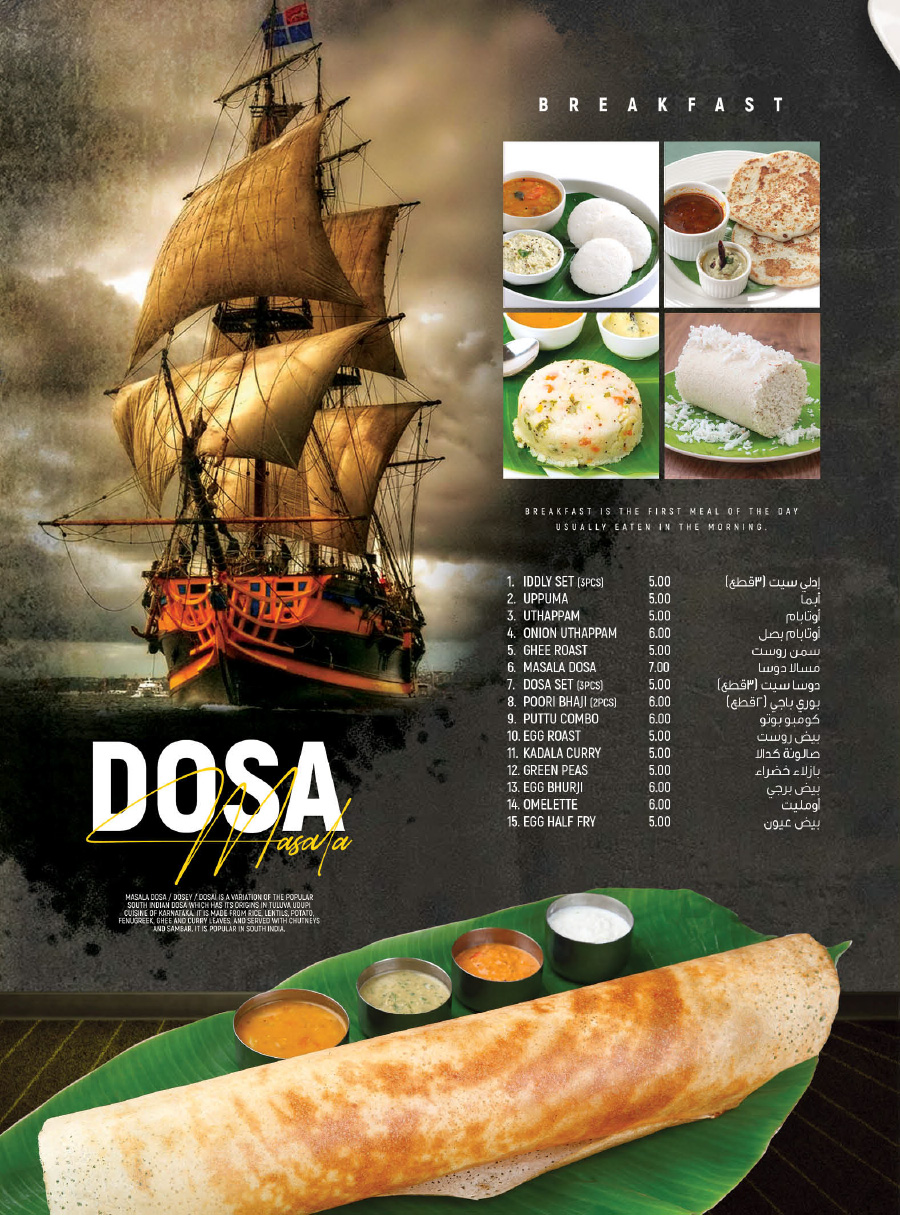 BREAKFAST
BREAKFAST IS THE FIRST MEAL OF THE DAY
USUALLY EATEN IN THE MORNING.
1. IDDLY SET (3PCS) 5.00 إدلي سيت (٣قطع)
2. UPPUMA 5.00 أبما
3. UTHAPPAM 5.00 أوتابام
4. ONION UTHAPPAM 6.00 أوتابام بصل
5. GHEE ROAST 5.00 سمن روست
6. MASALA DOSA 7.00 مسالا دوسا
7. DOSA SET (3PCS) 5.00 دوسا سيت (٣قطع)
8. POORI BHAJI (2PCS) 6.00 بوري باجي (٢قطع)
9. PUTTU COMBO 6.00 كومبو بوتو
10. EGG ROAST 5.00 بيض روست
11. KADALA CURRY 5.00 صالونة كدالا
12. GREEN PEAS 5.00 بازلاء خضراء
13. EGG BHURJI 6.00 بيض برجي
14. OMELETTE 6.00 أومليت
15. EGG HALF FRY 5.00 بيض عيون
DOSA
Masala
MASALA DOSA / DOSEY / DOSAI IS A VARIATION OF THE POPULAR
SOUTH INDIAN DOSA WHICH HAS ITS ORIGINS IN TULUVA UDUPI
CUISINE OF KARNATAKA. IT IS MADE FROM RICE, LENTILS, POTATO,
FENUGREEK, GHEE AND CURRY LEAVES, AND SERVED WITH CHUTNEYS
AND SAMBAR. IT IS POPULAR IN SOUTH INDIA.